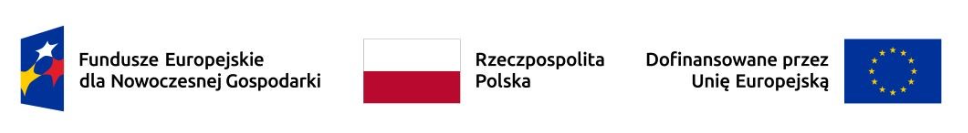 Fundusze Europejskie
dla Nowoczesnej Gospodarki
Rzeczpospolita
Polska
Dofinansowane przez
Unię Europejską